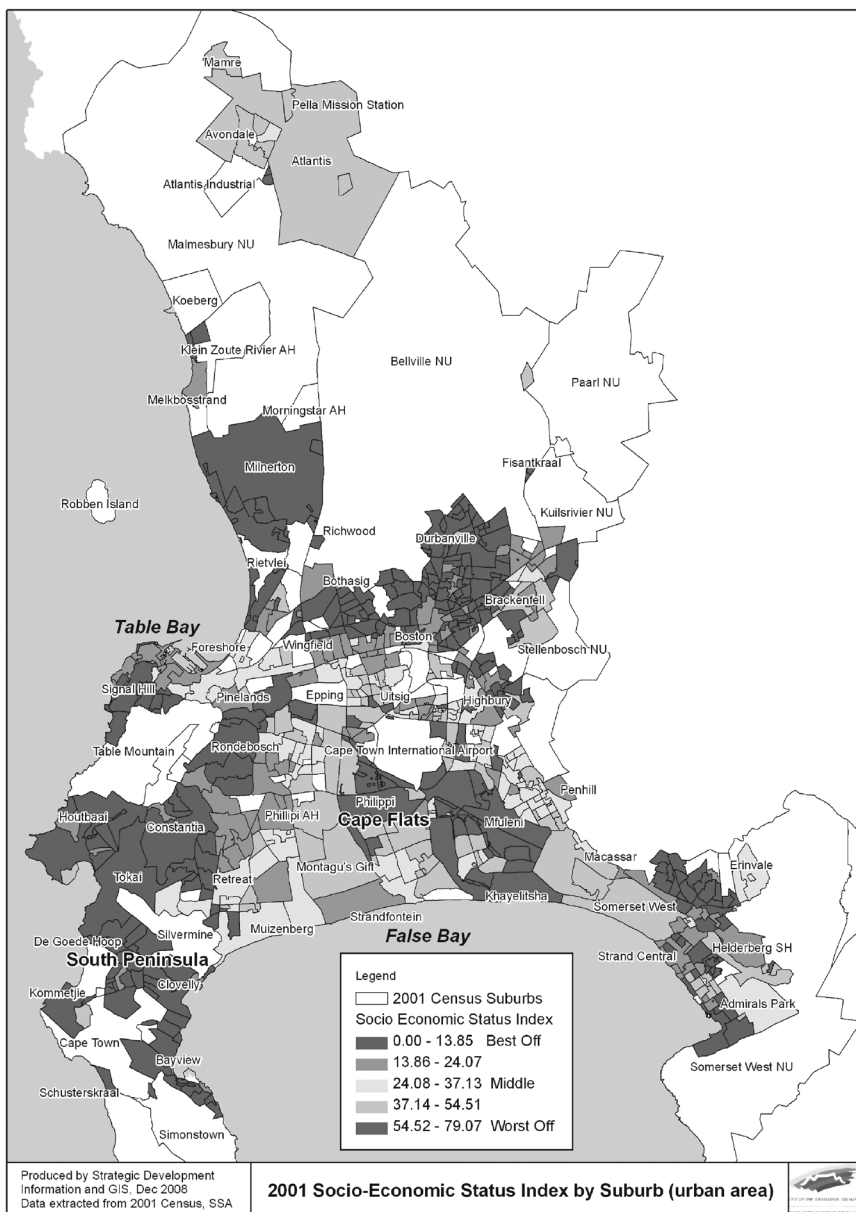 Mamre
Pella Mission Station
Avondale
Atlantis
Atlantis Industrial
Malmesbury NU
Koeberg
Klein Zoute Rivier AH
Bellville NU
Paarl NU
Melkbosstrand
Morningstar AH
Milnerton
Fisantkraal
Robben Island
Kuilsrivier NU
Richwood
Durbanville
Rietvlei
Bothasig
Brackenfell
Table Bay
Boston
Foreshore
Wingfield
Stellenbosch NU
Signal Hill
Pinelands
Epping
Uitsig
Highbury
Table Mountain
Rondebosch
Cape Town International Airport
Penhill
Philippi
Houtbaai
Constantia
Phillipi AH
Cape Flats
Mfuleni
Macassar
Erinvale
Tokai
Retreat
Montagu's Gift
Khayelitsha
Somerset West
Strandfontein
Muizenberg
Silvermine
De Goede Hoop
False Bay
Strand Central
Helderberg SH
South Peninsula
Clovelly
Kommetjie
Admirals Park
Cape Town
Bayview
Somerset West NU
Schusterskraal
Simonstown
Legend
2001 Census Suburbs
Socio Economic Status Index
0.00 - 13.85 Best Off
13.86 - 24.07
24.08 - 37.13 Middle
37.14 - 54.51
54.52 - 79.07 Worst Off
Produced by Strategic Development
Information and GIS, Dec 2008
Data extracted from 2001 Census, SSA
2001 Socio-Economic Status Index by Suburb (urban area)